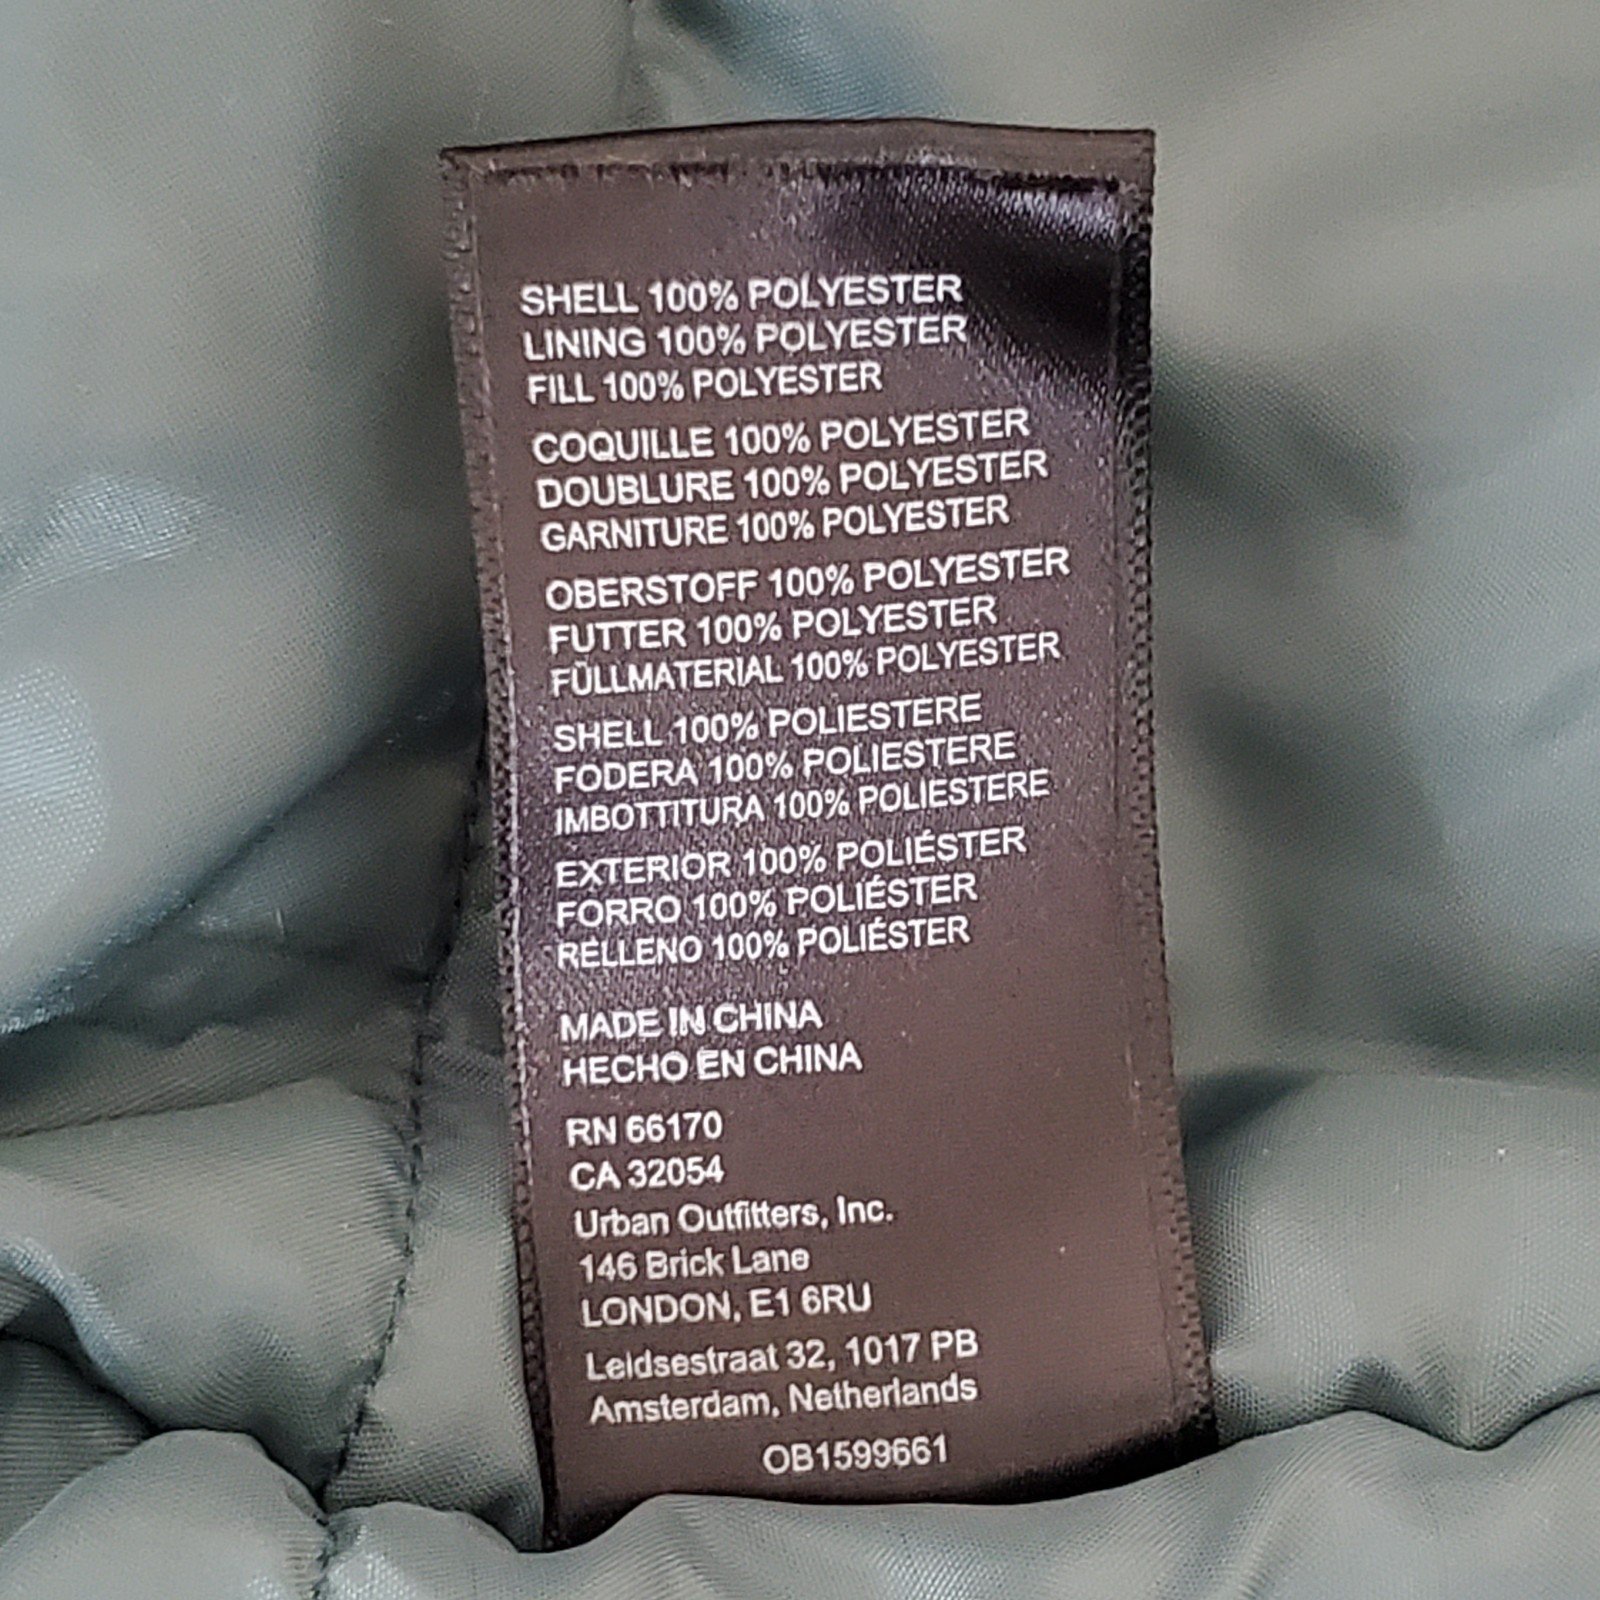 SHELL 100% POLYESTER
LINING 100% POLYESTER
FILL 100% POLYESTER
COQUILLE 100% POLYESTER
DOUBLURE 100% POLYESTER
GARNITURE 100% POLYESTER
OBERSTOFF 100% POLYESTER
FUTTER 100% POLYESTER
FÜLLMATERIAL 100% POLYESTER
SHELL 100% POLIESTERE
FODERA 100% POLIESTERE
IMBOTTITURA 100% POLIESTERE
EXTERIOR 100% POLIÉSTER
FORRO 100% POLIÉSTER
RELLENO 100% POLIÉSTER
MADE IN CHINA
HECHO EN CHINA
RN 66170
CA 32054
Urban Outfitters, Inc.
146 Brick Lane
LONDON, E1 6RU
Leidsestraat 32, 1017 PB
Amsterdam, Netherlands
OB1599661